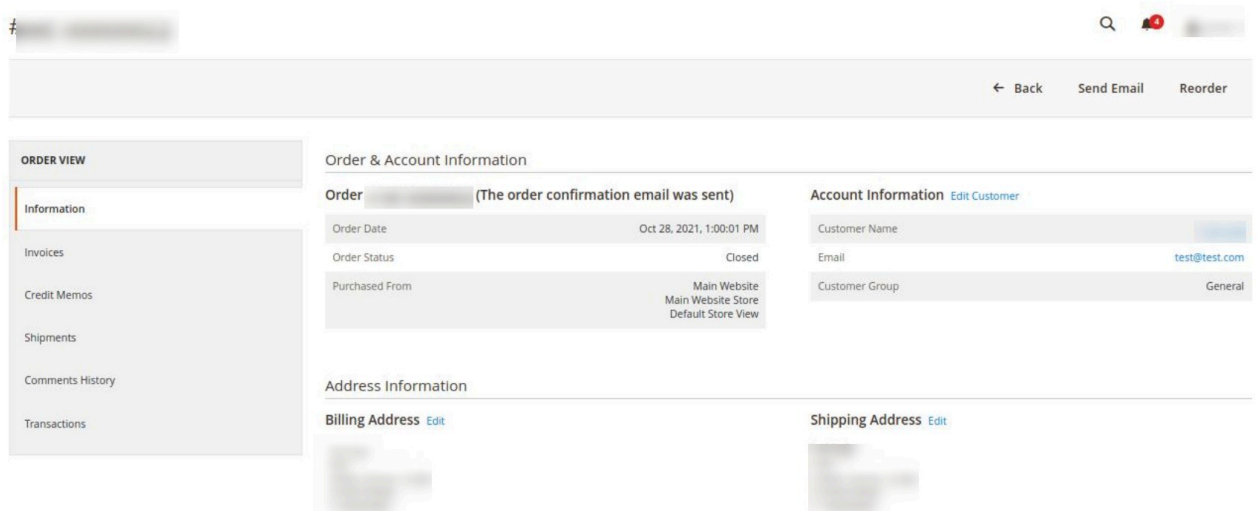 #
4
← Back Send Email Reorder
ORDER VIEW
Information
Invoices
Credit Memos
Shipments
Comments History
Transactions
Order & Account Information
Order (The order confirmation email was sent)
Order Date Oct 28, 2021, 1:00:01 PM
Order Status Closed
Purchased From Main Website
Main Website Store
Default Store View
Account Information Edit Customer
Customer Name
Email test@test.com
Customer Group General
Address Information
Billing Address Edit
Shipping Address Edit